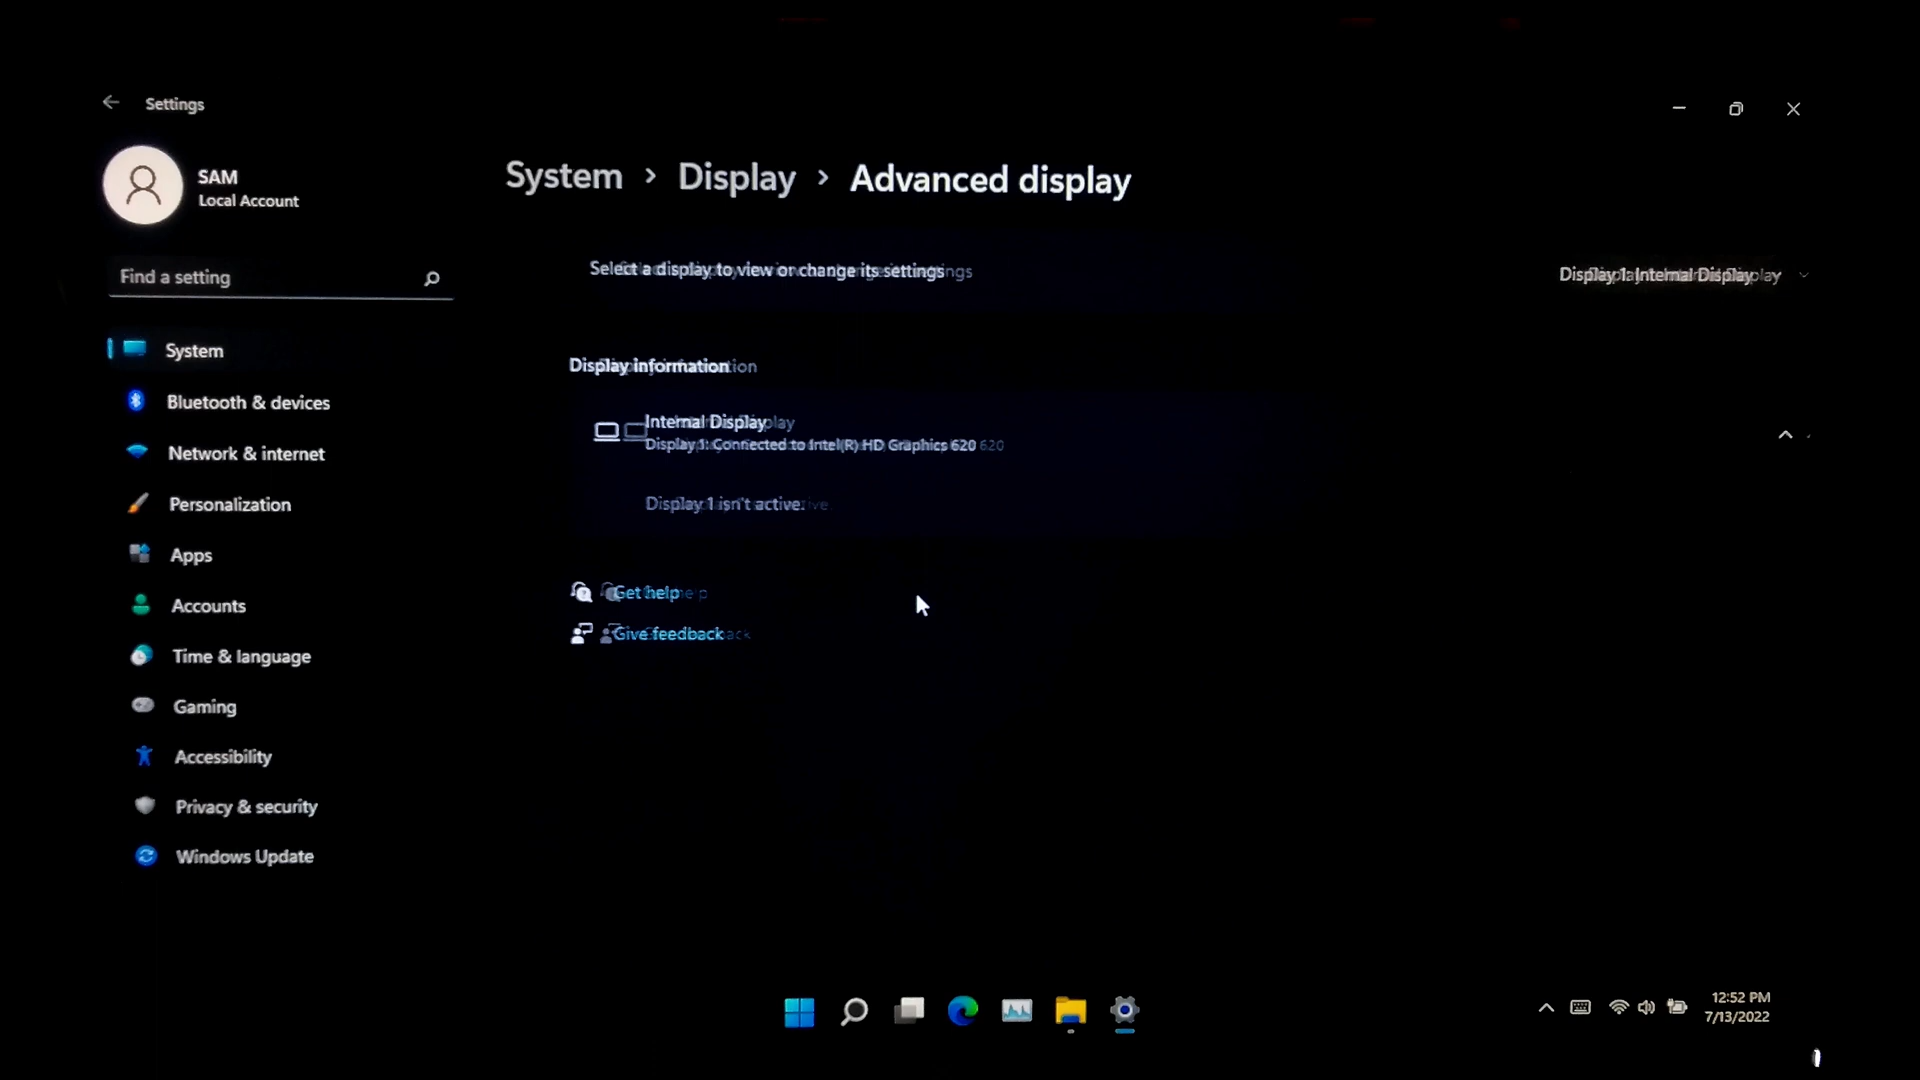 Settings
SAM
Local Account
Find a setting
System
Bluetooth & devices
Network & internet
Personalization
Apps
Accounts
Time & language
Gaming
Accessibility
Privacy & security
Windows Update
System > Display > Advanced display
Select a display to view or change its settings
Display 1: Internal Display
Display information
Internal Display
Display 1: Connected to Intel(R) HD Graphics 620
Display 1 isn't active.
Get help
Give feedback
12:52 PM
7/13/2022